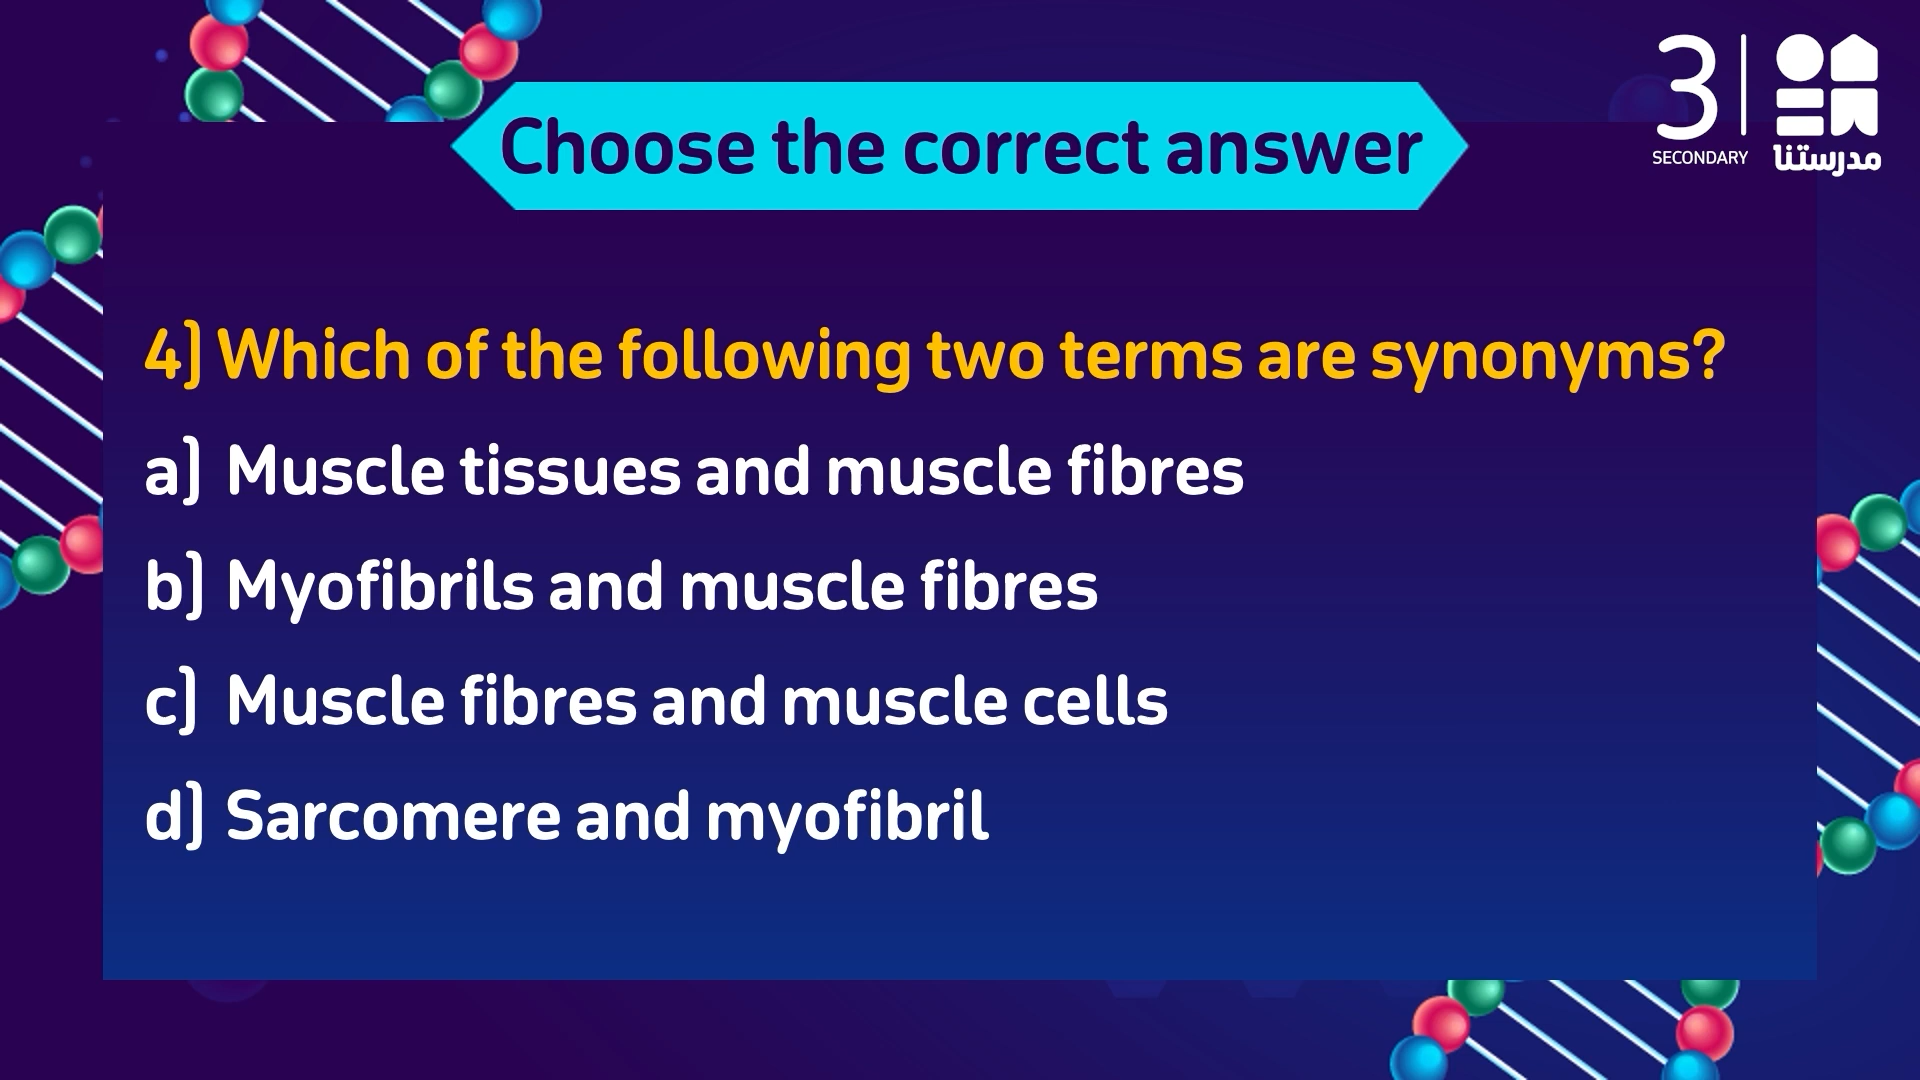 3
SECONDARY
مدرستنا
Choose the correct answer
4) Which of the following two terms are synonyms?
a) Muscle tissues and muscle fibres
b) Myofibrils and muscle fibres
c) Muscle fibres and muscle cells
d) Sarcomere and myofibril